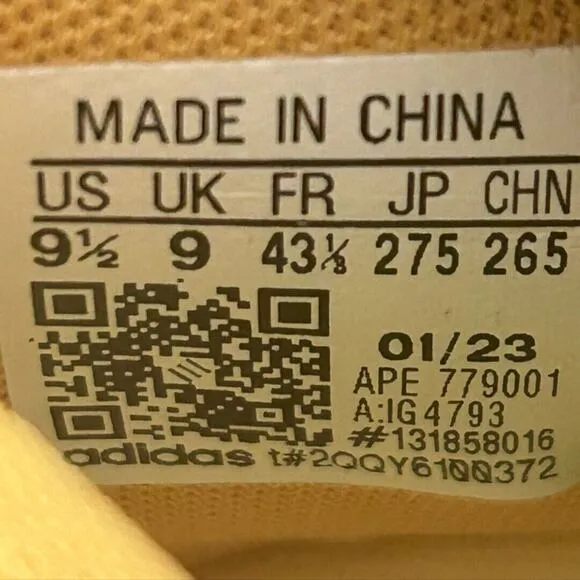 MADE IN CHINA
US UK FR JP CHN
9½ 9 43⅓ 275 265
01/23
APE 779001
A:IG4793
#131858016
adidas t#2QQY6100372